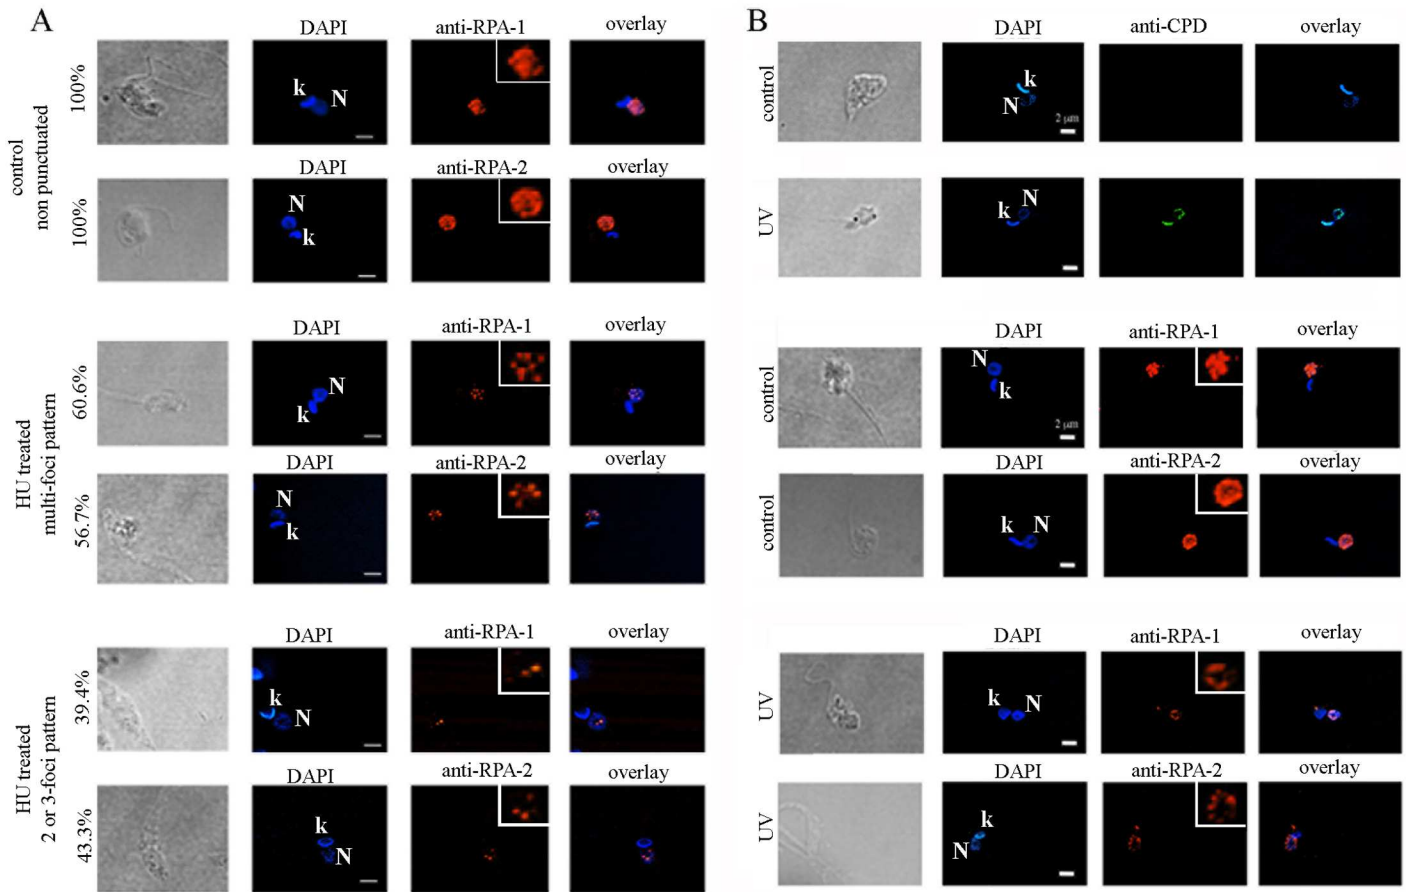 A
DAPI anti-RPA-1 overlay
control
non punctuated
100%
k N
DAPI anti-RPA-2 overlay
100%
N
k
DAPI anti-RPA-1 overlay
HU treated
multi-foci pattern
60.6%
N
k
DAPI anti-RPA-2 overlay
56.7%
N
k
DAPI anti-RPA-1 overlay
HU treated
2 or 3-foci pattern
39.4%
k
N
DAPI anti-RPA-2 overlay
43.3%
k
N
B
DAPI anti-CPD overlay
control
k
N
2 μm
UV
N
k
DAPI anti-RPA-1 overlay
control
N
k
2 μm
DAPI anti-RPA-2 overlay
control
k N
DAPI anti-RPA-1 overlay
UV
k N
DAPI anti-RPA-2 overlay
UV
k
N